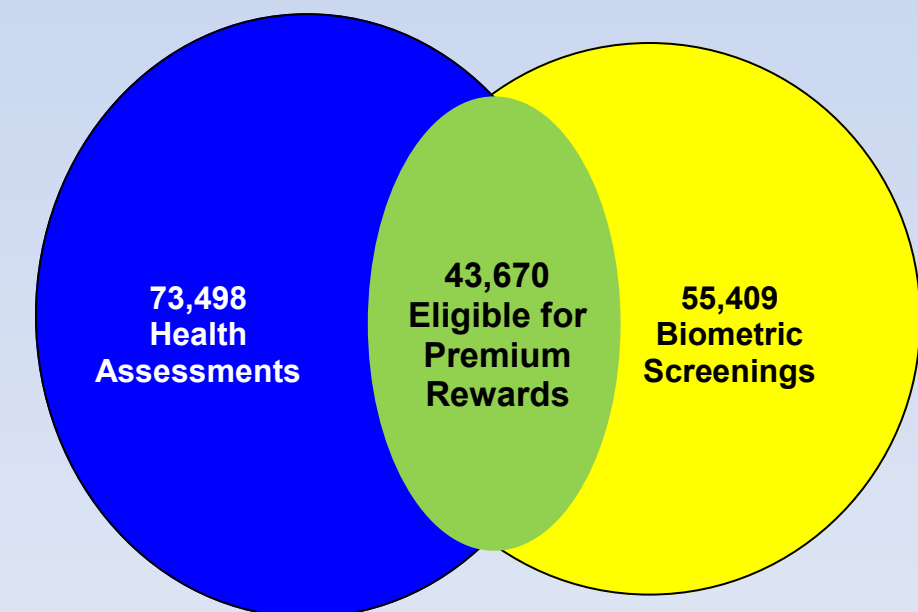 73,498
Health
Assessments
43,670
Eligible for
Premium
Rewards
55,409
Biometric
Screenings